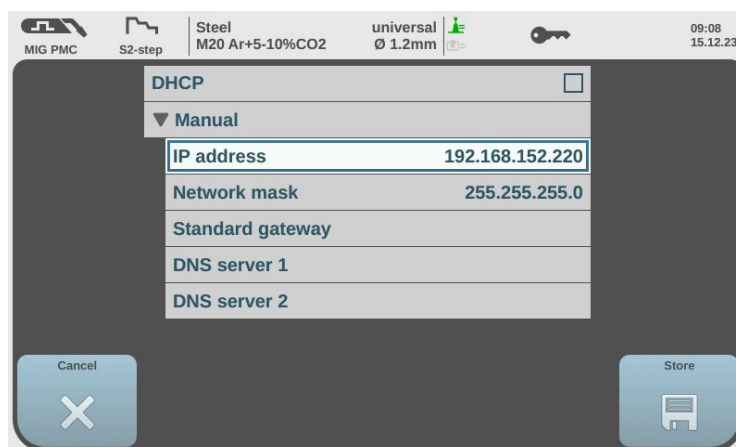 MIG PMC
S2-step
Steel
M20 Ar+5-10%CO2
universal
Ø 1.2mm
09:08
15.12.23
DHCP
Manual
IP address 192.168.152.220
Network mask 255.255.255.0
Standard gateway
DNS server 1
DNS server 2
Cancel
Store